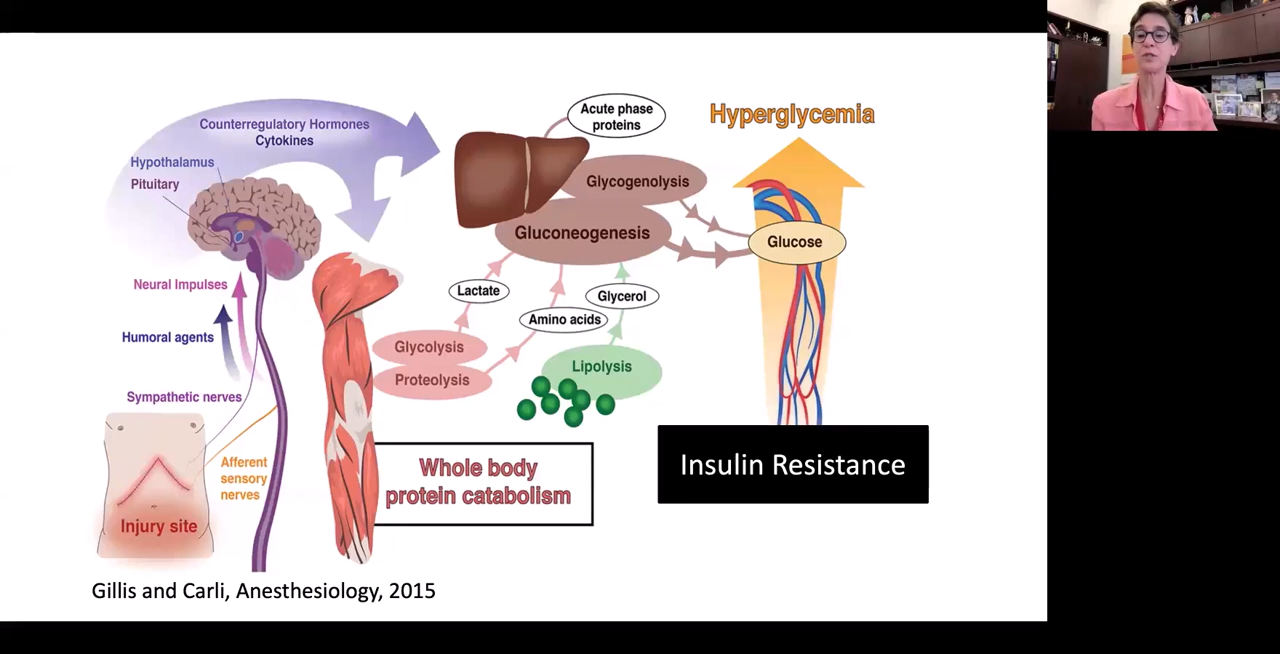 Counterregulatory Hormones
Cytokines
Hypothalamus
Pituitary
Neural Impulses
Humoral agents
Sympathetic nerves
Afferent
sensory
nerves
Injury site
Acute phase
proteins
Glycogenolysis
Gluconeogenesis
Lactate
Amino acids
Glycerol
Glycolysis
Proteolysis
Lipolysis
Hyperglycemia
Glucose
Whole body
protein catabolism
Insulin Resistance
Gillis and Carli, Anesthesiology, 2015